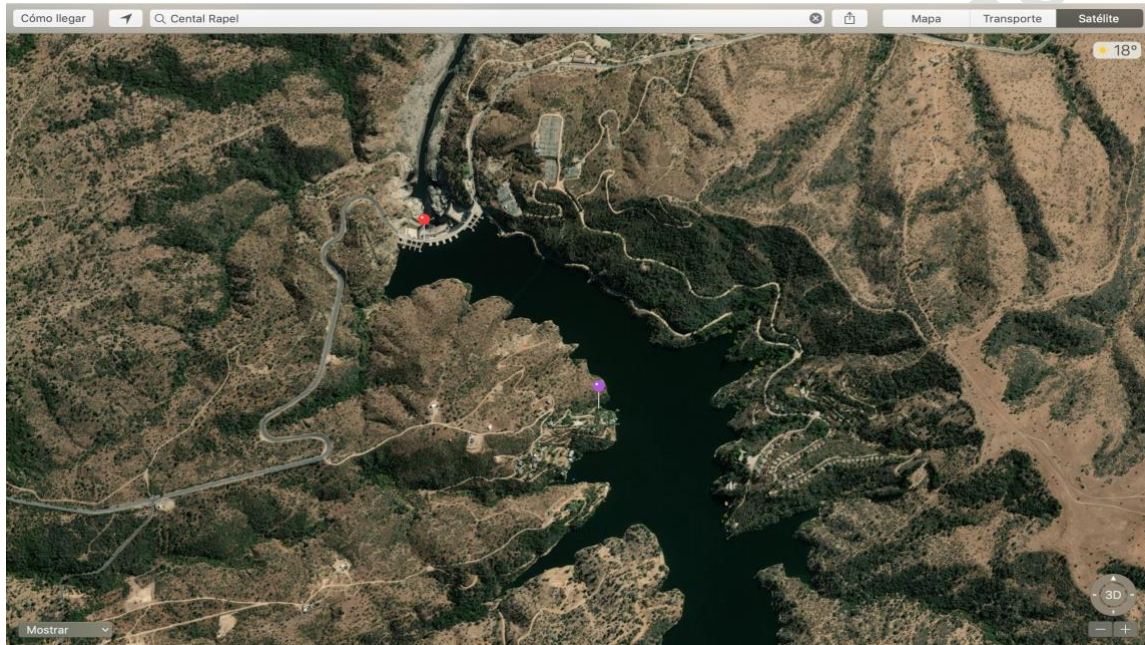 Cómo llegar
Cental Rapel
Mapa
Transporte
Satélite
18°
3D
Mostrar